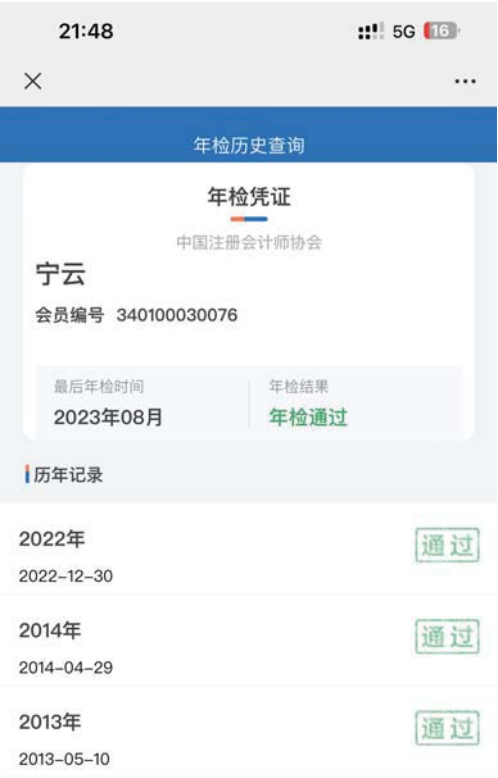 21:48
5G 16
年检历史查询
年检凭证
中国注册会计师协会
宁云
会员编号 340100030076
最后年检时间 年检结果
2023年08月 年检通过
历年记录
2022年 通过
2022-12-30
2014年 通过
2014-04-29
2013年 通过
2013-05-10